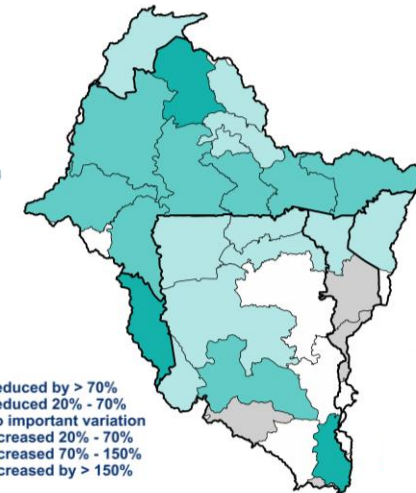 educed by > 70%
educed 20% - 70%
o important variation
creased 20% - 70%
creased 70% - 150%
creased by > 150%